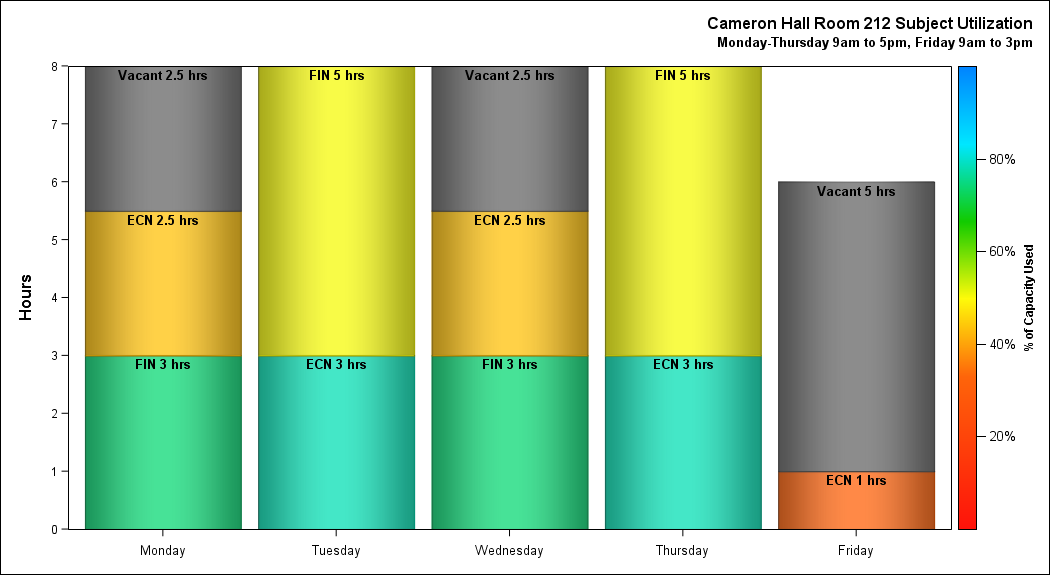 Cameron Hall Room 212 Subject Utilization
Monday-Thursday 9am to 5pm, Friday 9am to 3pm
Hours
8
7
6
5
4
3
2
1
0
Vacant 2.5 hrs
ECN 2.5 hrs
FIN 3 hrs
FIN 5 hrs
ECN 3 hrs
Vacant 2.5 hrs
ECN 2.5 hrs
FIN 3 hrs
FIN 5 hrs
ECN 3 hrs
Vacant 5 hrs
ECN 1 hrs
Monday
Tuesday
Wednesday
Thursday
Friday
80%
60%
40%
20%
% of Capacity Used